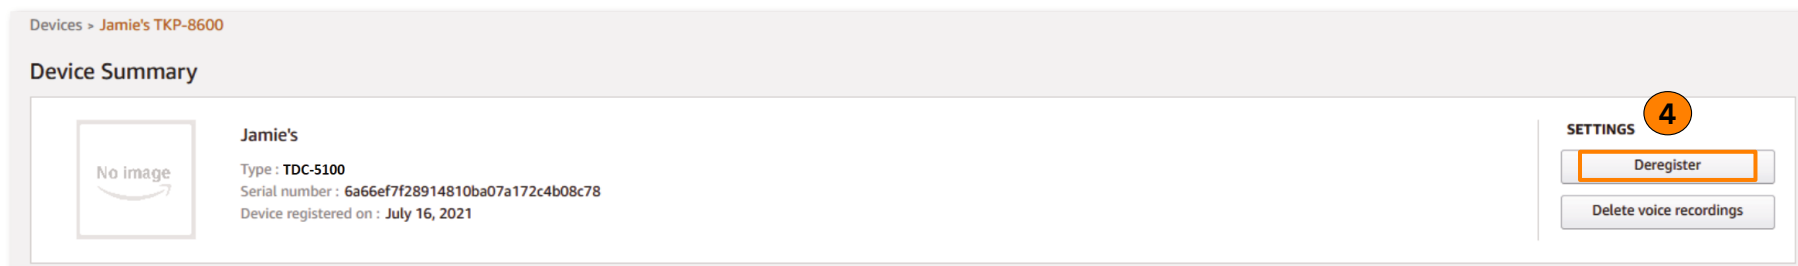 Devices > Jamie's TKP-8600
Device Summary
No image
Jamie's
Type : TDC-5100
Serial number : 6a66ef7f28914810ba07a172c4b08c78
Device registered on : July 16, 2021
4
SETTINGS
Deregister
Delete voice recordings